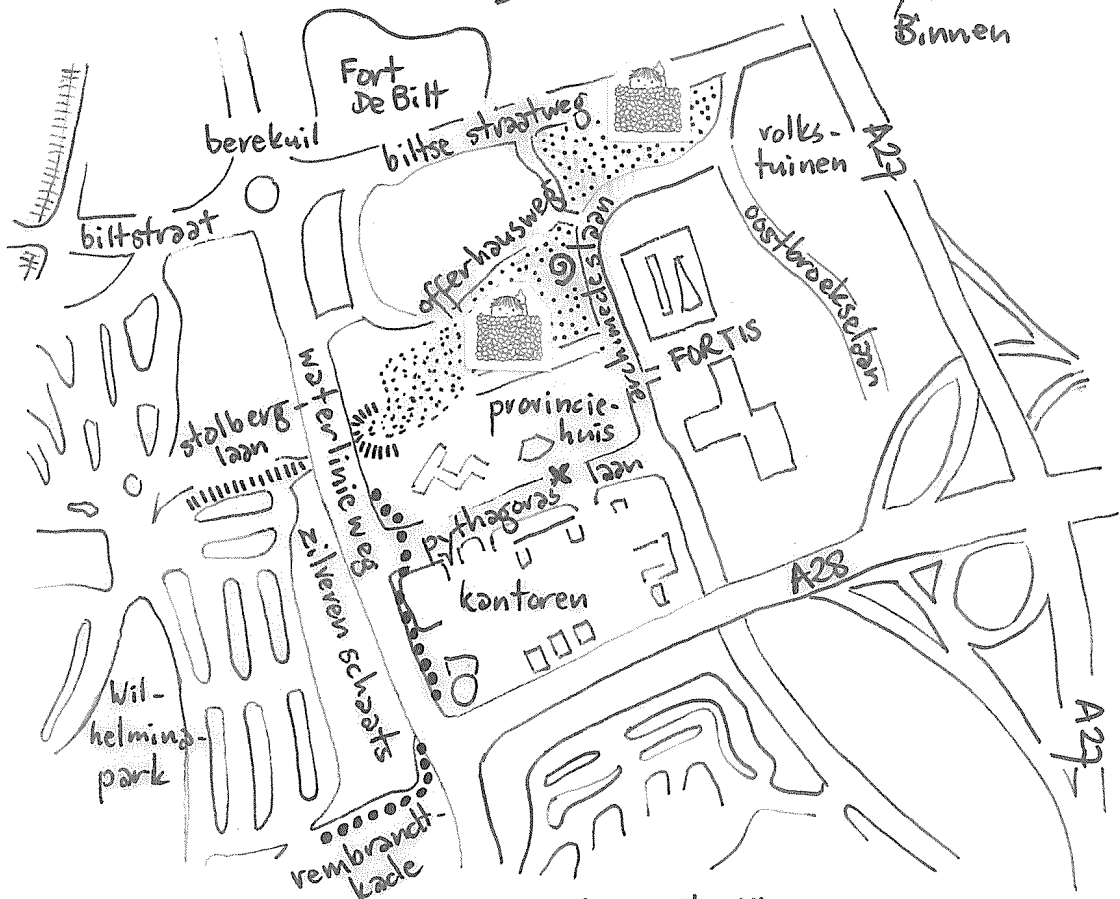 Binnen
Fort
De Bilt
berekuil
biltse straatweg
volks-
tuinen
A27
biltstraat
offerhausweg
archimedeslaan
oostbroekselaan
FORTIS
waterlinieweg
provincie-
huis
stolberg-
laan
pythagoras
laan
zilveren schaats
kantoren
A28
Wil-
helmina-
park
A27
rembrandt-
kade